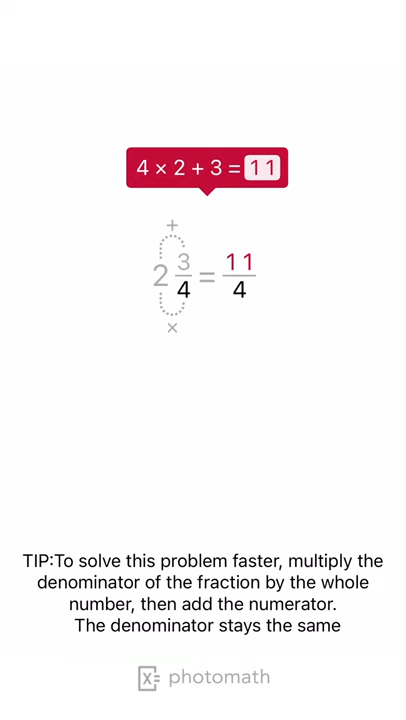 4 × 2 + 3 = 11
+
2 3/4 = 11/4
×
TIP:To solve this problem faster, multiply the
denominator of the fraction by the whole
number, then add the numerator.
The denominator stays the same
photomath